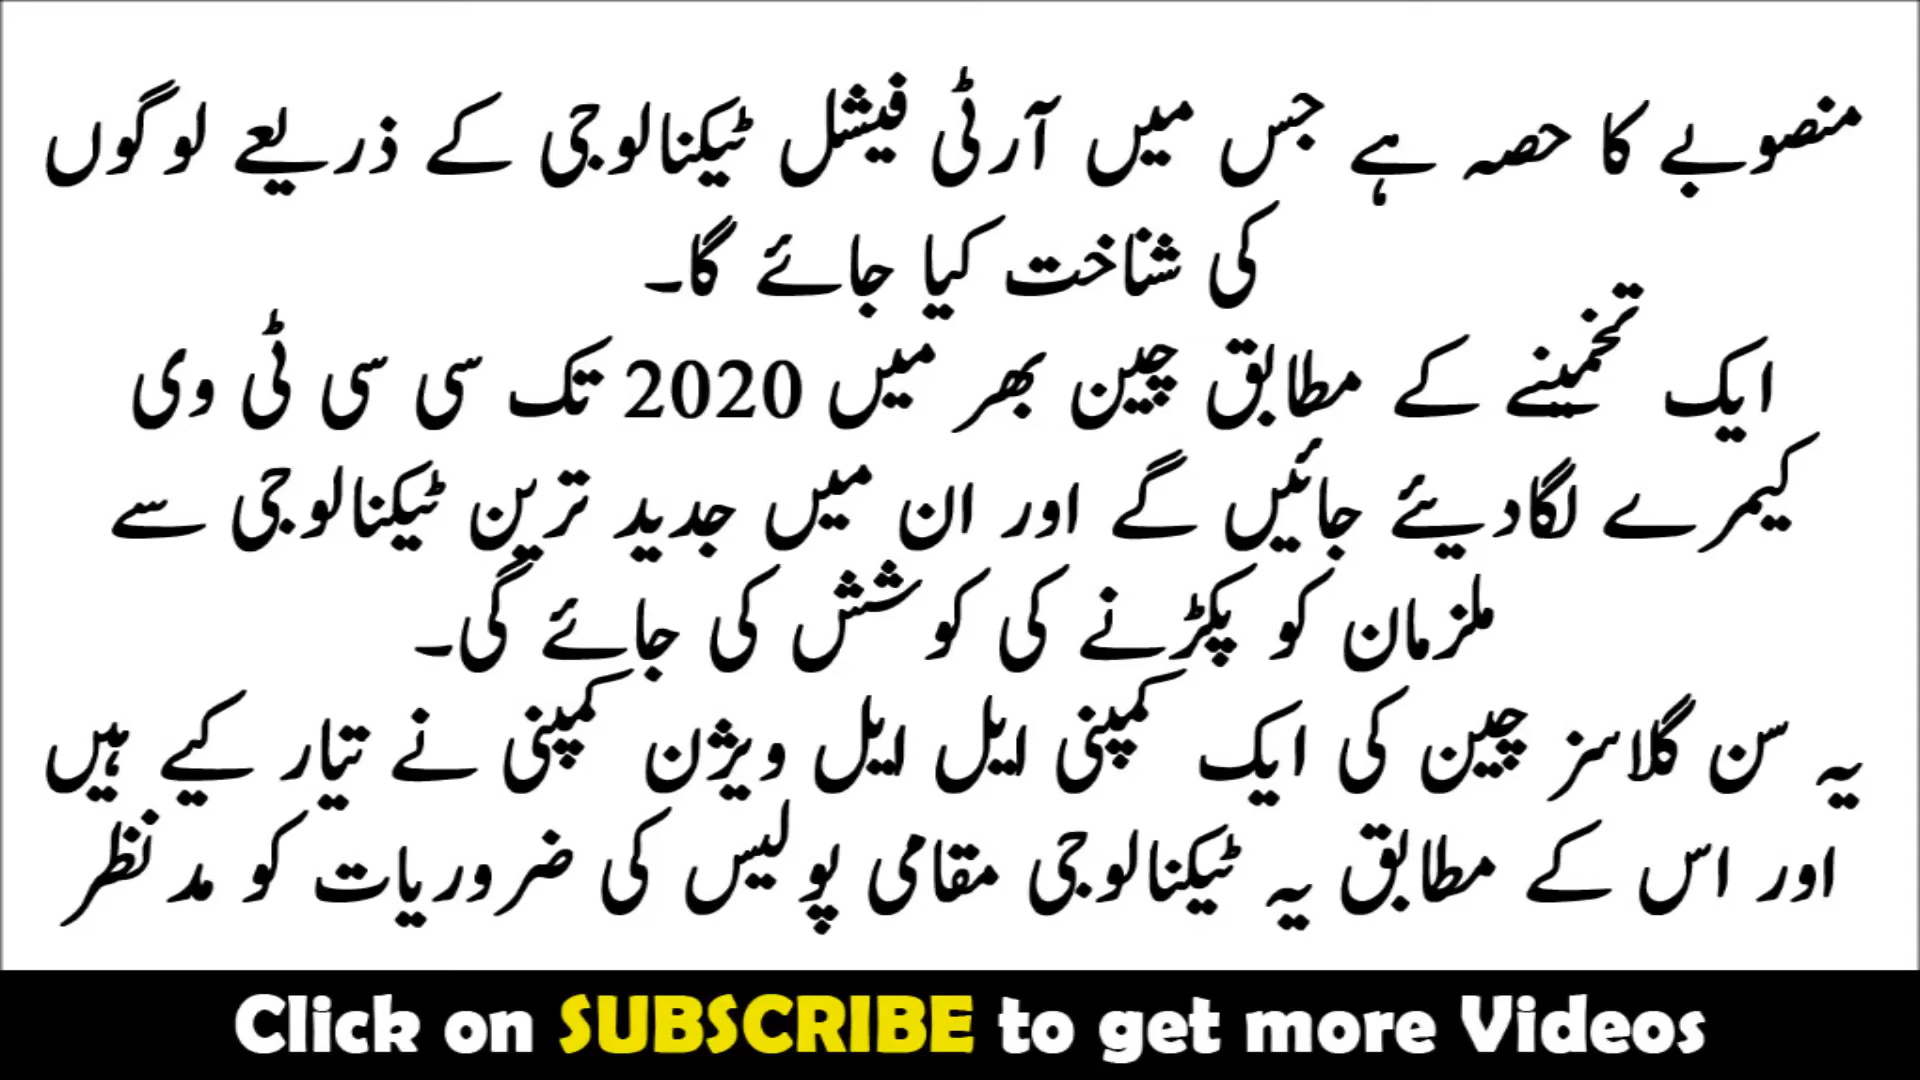 منصوبے کا حصہ ہے جس میں آرٹی فیشل ٹیکنالوجی کے ذریعے لوگوں
کی شناخت کیا جائے گا۔
ایک تخمینے کے مطابق چین بھر میں 2020 تک سی سی ٹی وی
کیمرے لگادیئے جائیں گے اور ان میں جدید ترین ٹیکنالوجی سے
ملزمان کو پکڑنے کی کوشش کی جائے گی۔
یہ سن گلاسز چین کی ایک کمپنی ایل ایل ویژن کمپنی نے تیار کیے ہیں
اور اس کے مطابق یہ ٹیکنالوجی مقامی پولیس کی ضروریات کو مد نظر
Click on SUBSCRIBE to get more Videos